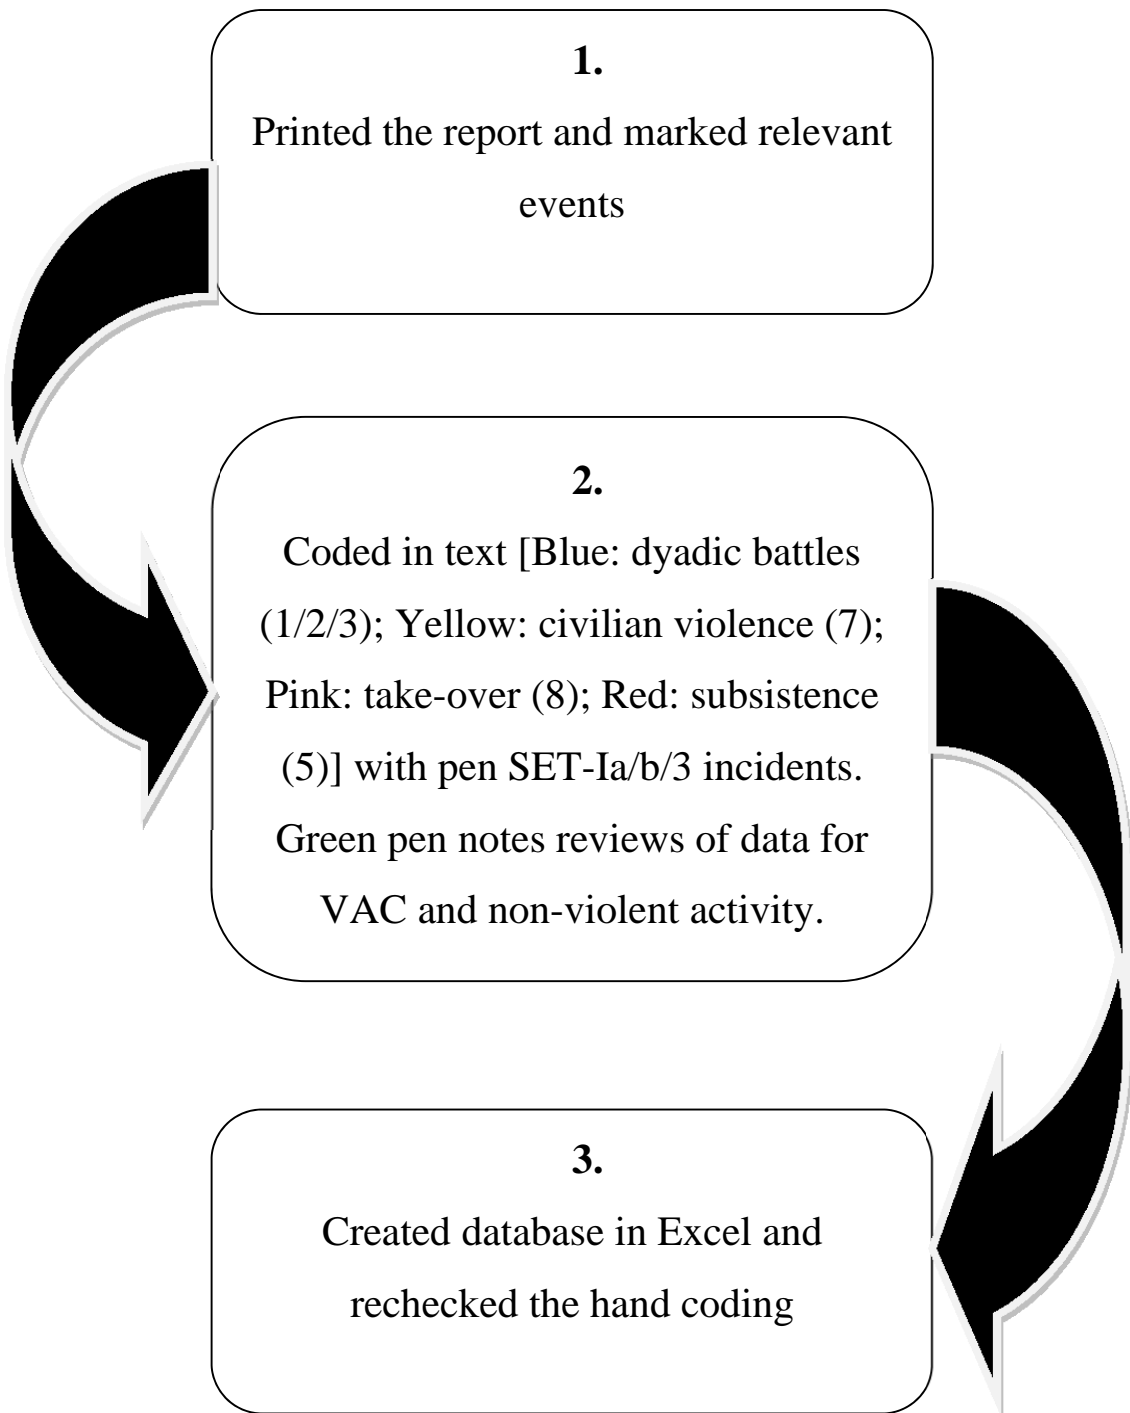 1.
Printed the report and marked relevant
events
2.
Coded in text [Blue: dyadic battles
(1/2/3); Yellow: civilian violence (7);
Pink: take-over (8); Red: subsistence
(5)] with pen SET-Ia/b/3 incidents.
Green pen notes reviews of data for
VAC and non-violent activity.
3.
Created database in Excel and
rechecked the hand coding